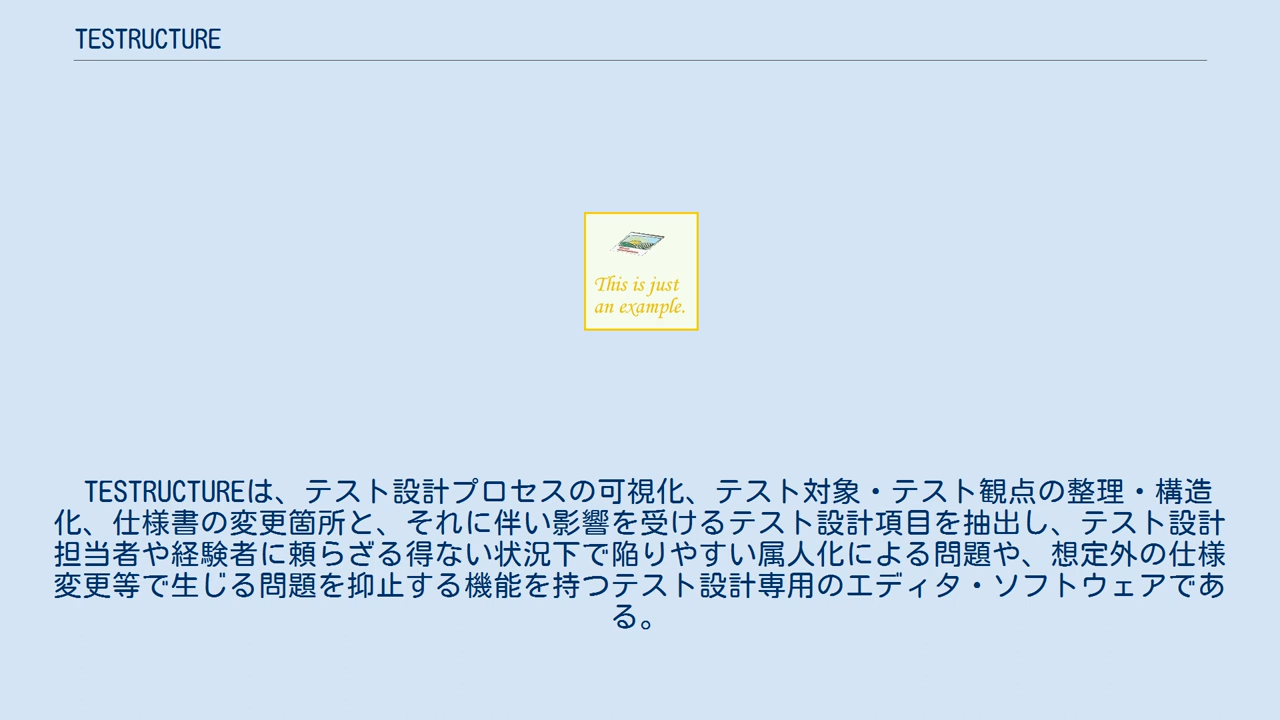 TESTRUCTURE
This is just
an example.
TESTRUCTUREは、テスト設計プロセスの可視化、テスト対象・テスト観点の整理・構造
化、仕様書の変更箇所と、それに伴い影響を受けるテスト設計項目を抽出し、テスト設計
担当者や経験者に頼らざる得ない状況下で陥りやすい属人化による問題や、想定外の仕様
変更等で生じる問題を抑止する機能を持つテスト設計専用のエディタ・ソフトウェアであ
る。